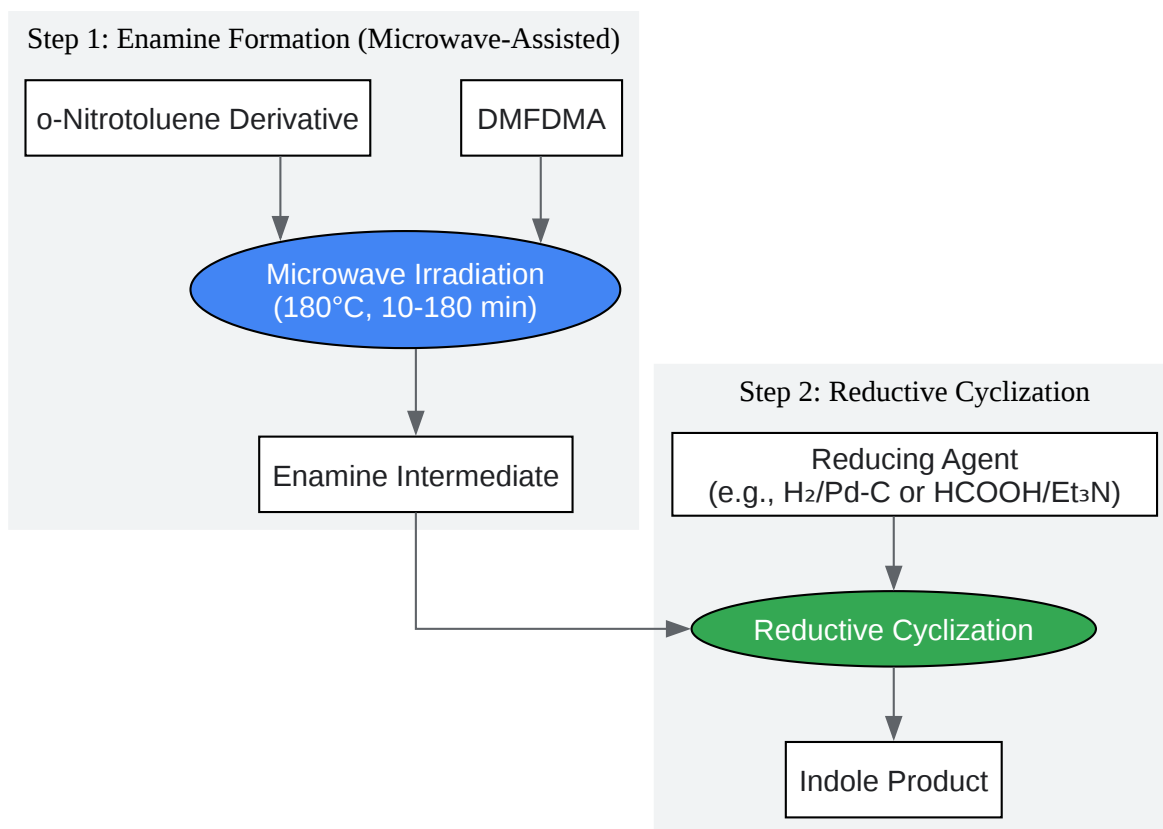 Step 1: Enamine Formation (Microwave-Assisted)
o-Nitrotoluene Derivative
DMFDMA
Microwave Irradiation
(180°C, 10-180 min)
Enamine Intermediate
Step 2: Reductive Cyclization
Reducing Agent
(e.g., H₂/Pd-C or HCOOH/Et₃N)
Reductive Cyclization
Indole Product